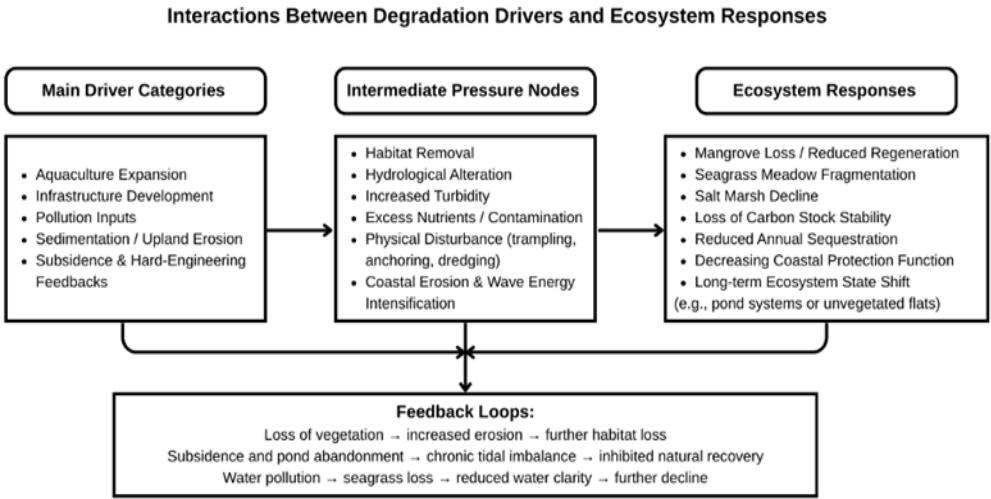 Interactions Between Degradation Drivers and Ecosystem Responses
Main Driver Categories
• Aquaculture Expansion
• Infrastructure Development
• Pollution Inputs
• Sedimentation / Upland Erosion
• Subsidence & Hard-Engineering
Feedbacks
Intermediate Pressure Nodes
• Habitat Removal
• Hydrological Alteration
• Increased Turbidity
• Excess Nutrients / Contamination
• Physical Disturbance (trampling,
anchoring, dredging)
• Coastal Erosion & Wave Energy
Intensification
Ecosystem Responses
• Mangrove Loss / Reduced Regeneration
• Seagrass Meadow Fragmentation
• Salt Marsh Decline
• Loss of Carbon Stock Stability
• Reduced Annual Sequestration
• Decreasing Coastal Protection Function
• Long-term Ecosystem State Shift
(e.g., pond systems or unvegetated flats)
Feedback Loops:
Loss of vegetation → increased erosion → further habitat loss
Subsidence and pond abandonment → chronic tidal imbalance → inhibited natural recovery
Water pollution → seagrass loss → reduced water clarity → further decline